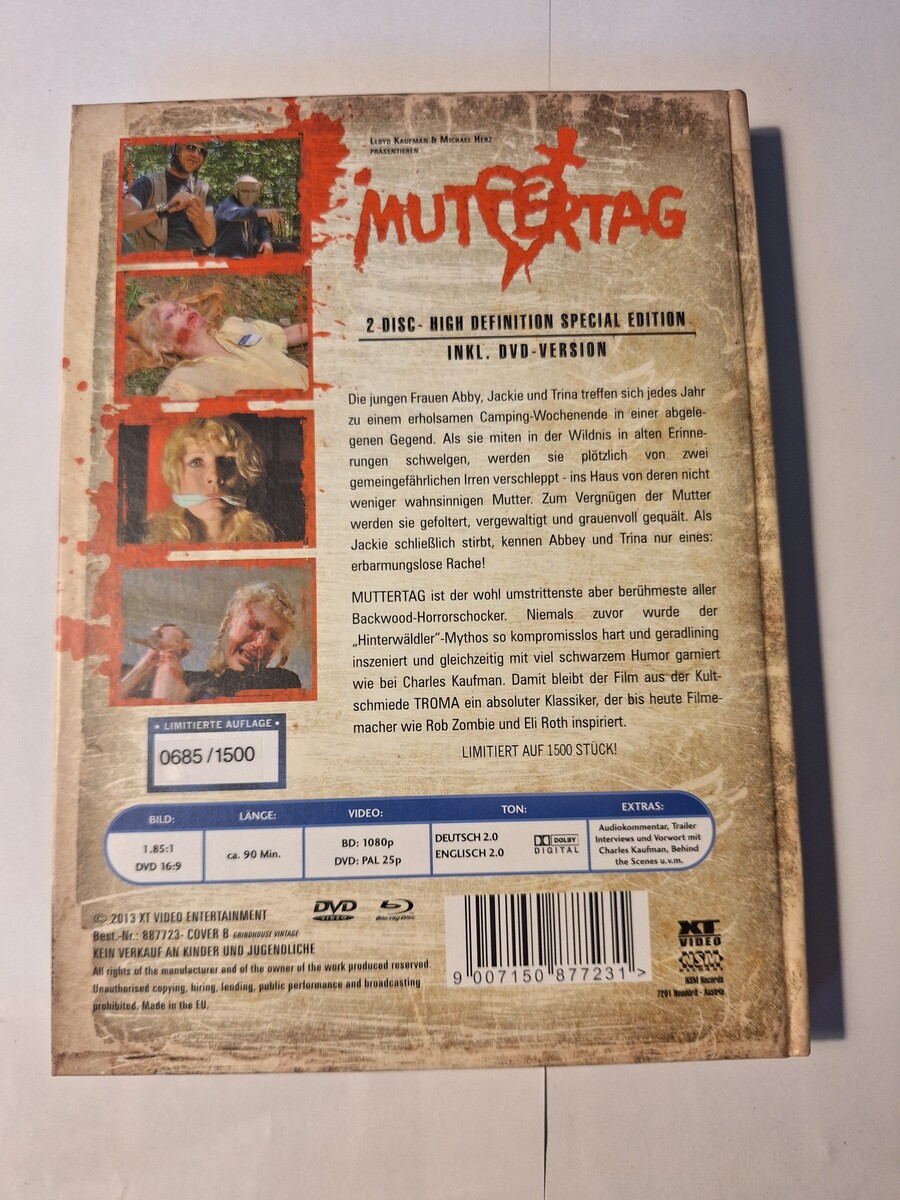 LLOYD KAUFMAN & MICHAEL HERZ
PRÄSENTIEREN
MUTTERTAG
2 DISC- HIGH DEFINITION SPECIAL EDITION
INKL. DVD-VERSION
Die jungen Frauen Abby, Jackie und Trina treffen sich jedes Jahr
zu einem erholsamen Camping-Wochenende in einer abgele-
genen Gegend. Als sie miten in der Wildnis in alten Erinne-
rungen schwelgen, werden sie plötzlich von zwei
gemeingefährlichen Irren verschleppt - ins Haus von deren nicht
weniger wahnsinnigen Mutter. Zum Vergnügen der Mutter
werden sie gefoltert, vergewaltigt und grauenvoll gequält. Als
Jackie schließlich stirbt, kennen Abbey und Trina nur eines:
erbarmungslose Rache!
MUTTERTAG ist der wohl umstrittenste aber berühmeste aller
Backwood-Horrorschocker. Niemals zuvor wurde der
„Hinterwäldler“-Mythos so kompromisslos hart und geradlining
inszeniert und gleichzeitig mit viel schwarzem Humor garniert
wie bei Charles Kaufman. Damit bleibt der Film aus der Kult-
schmiede TROMA ein absoluter Klassiker, der bis heute Filme-
macher wie Rob Zombie und Eli Roth inspiriert.
LIMITIERT AUF 1500 STÜCK!
• LIMITIERTE AUFLAGE •
0685/1500
BILD:
1.85:1
DVD 16:9
LÄNGE:
ca. 90 Min.
VIDEO:
BD: 1080p
DVD: PAL 25p
TON:
DEUTSCH 2.0
ENGLISCH 2.0
DOLBY
DIGITAL
EXTRAS:
Audiokommentar, Trailer
Interviews und Vorwort mit
Charles Kaufman, Behind
the Scenes u.v.m.
© 2013 XT VIDEO ENTERTAINMENT
Best.-Nr.: 887723- COVER B GRINDHOUSE VINTAGE
KEIN VERKAUF AN KINDER UND JUGENDLICHE
All rights of the manufacturer and of the owner of the work produced reserved.
Unauthorised copying, hiring, lending, public performance and broadcasting
prohibited. Made in the EU.
DVD VIDEO
Blu-ray Disc
9 007150 877231 >
XT
VIDEO
NSM
NSM Records
7201 Neudörfl - Austria